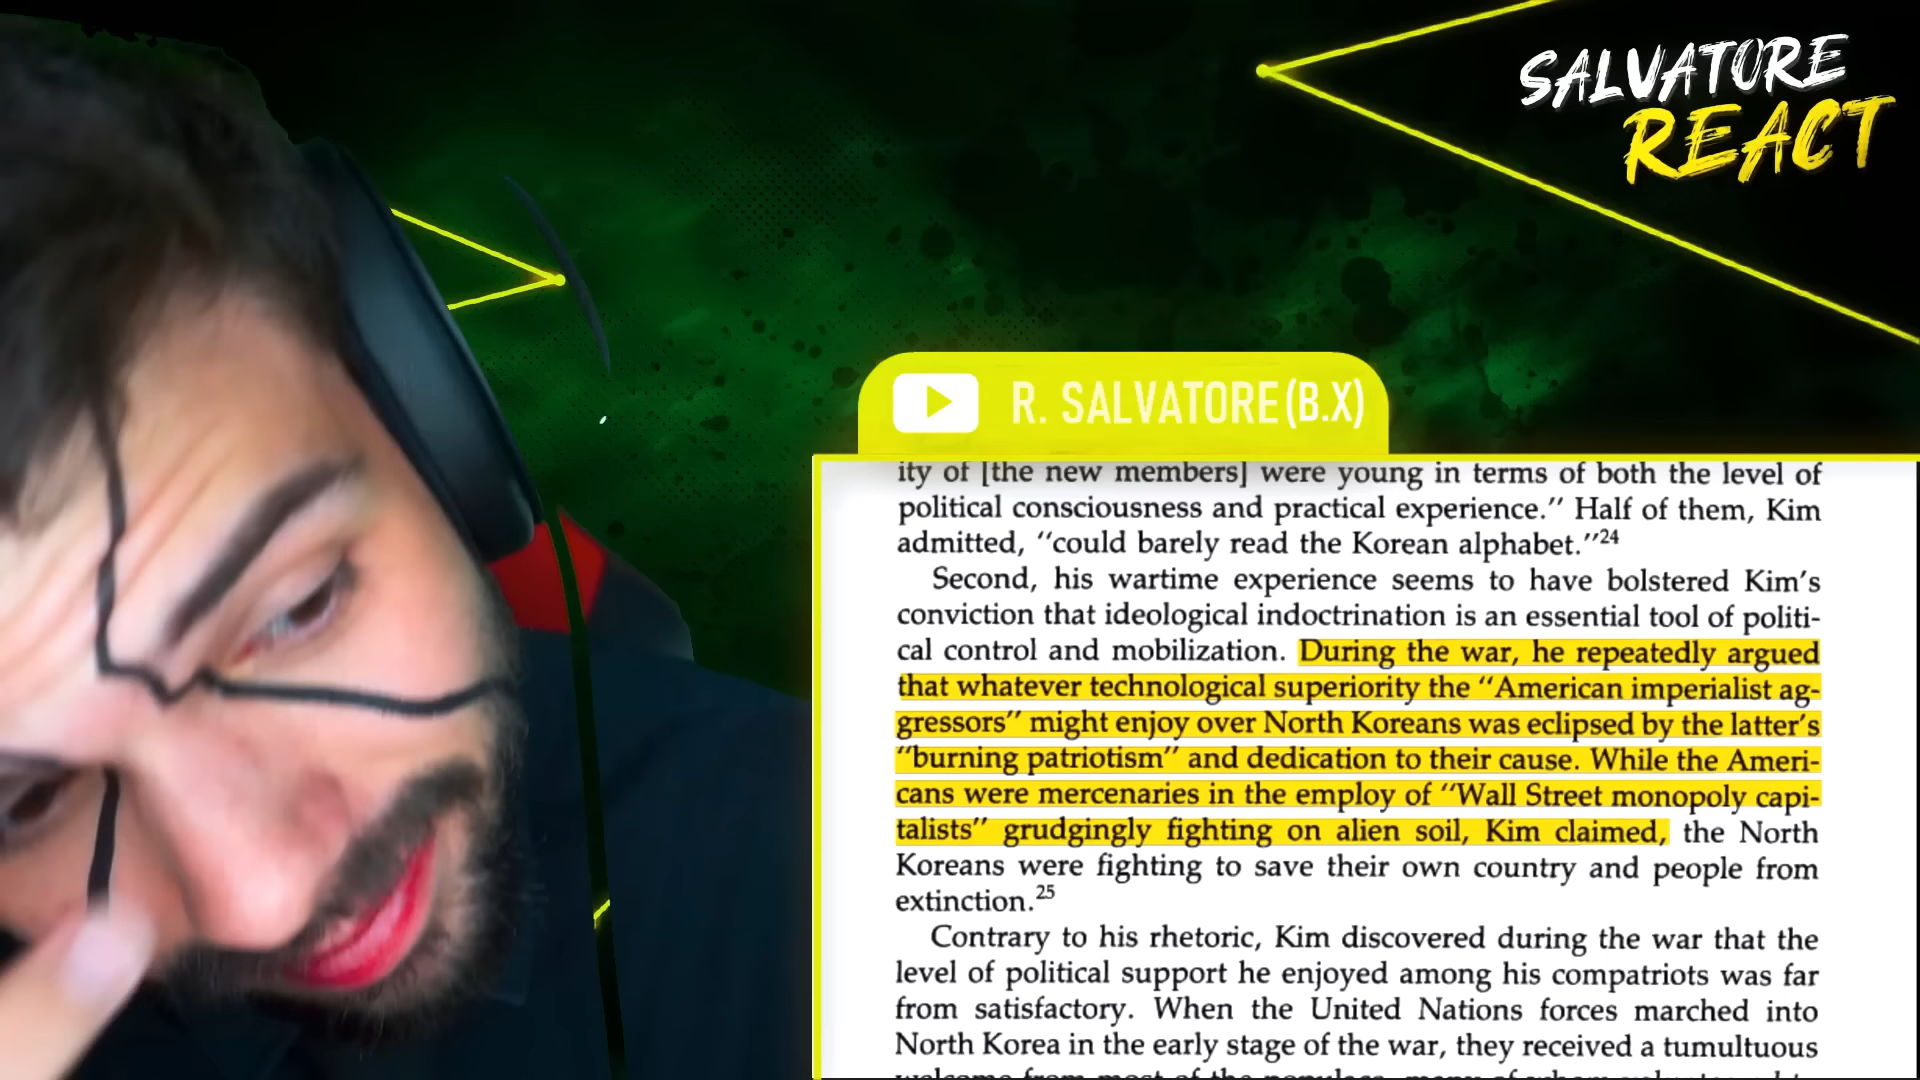 SALVATORE
REACT
R. SALVATORE (B.X)
ity of [the new members] were young in terms of both the level of
political consciousness and practical experience.” Half of them, Kim
admitted, “could barely read the Korean alphabet.”24
Second, his wartime experience seems to have bolstered Kim's
conviction that ideological indoctrination is an essential tool of politi-
cal control and mobilization. During the war, he repeatedly argued
that whatever technological superiority the “American imperialist ag-
gressors” might enjoy over North Koreans was eclipsed by the latter's
“burning patriotism” and dedication to their cause. While the Ameri-
cans were mercenaries in the employ of “Wall Street monopoly capi-
talists” grudgingly fighting on alien soil, Kim claimed, the North
Koreans were fighting to save their own country and people from
extinction.25
Contrary to his rhetoric, Kim discovered during the war that the
level of political support he enjoyed among his compatriots was far
from satisfactory. When the United Nations forces marched into
North Korea in the early stage of the war, they received a tumultuous